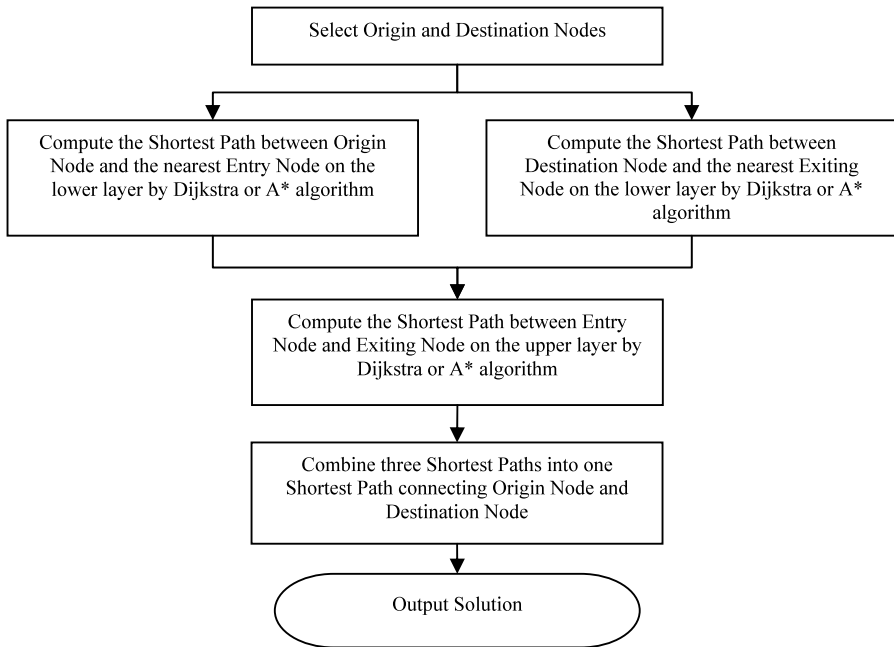 Select Origin and Destination Nodes
Compute the Shortest Path between Origin
Node and the nearest Entry Node on the
lower layer by Dijkstra or A* algorithm
Compute the Shortest Path between
Destination Node and the nearest Exiting
Node on the lower layer by Dijkstra or A*
algorithm
Compute the Shortest Path between Entry
Node and Exiting Node on the upper layer by
Dijkstra or A* algorithm
Combine three Shortest Paths into one
Shortest Path connecting Origin Node and
Destination Node
Output Solution